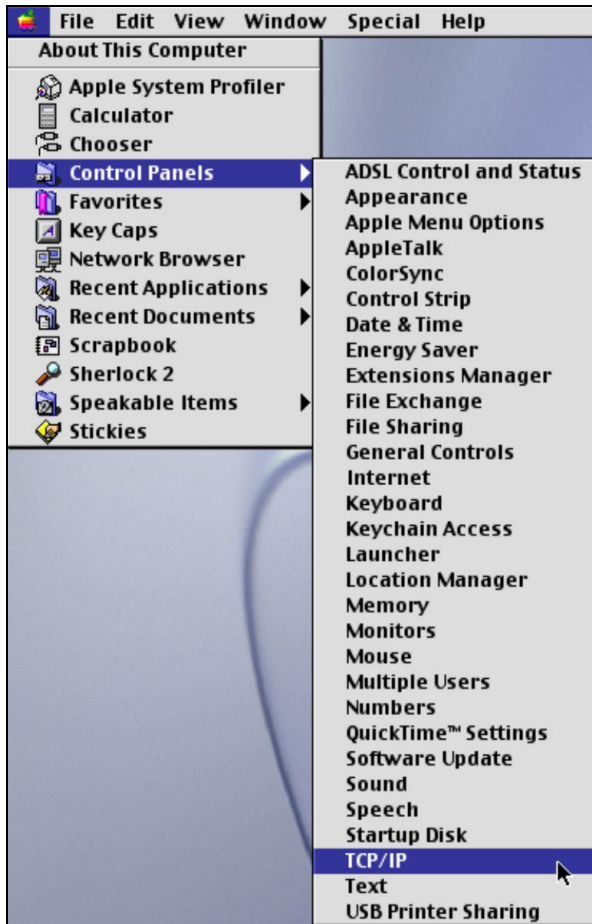 File Edit View Window Special Help
About This Computer
Apple System Profiler
Calculator
Chooser
Control Panels
Favorites
Key Caps
Network Browser
Recent Applications
Recent Documents
Scrapbook
Sherlock 2
Speakable Items
Stickies
ADSL Control and Status
Appearance
Apple Menu Options
AppleTalk
ColorSync
Control Strip
Date & Time
Energy Saver
Extensions Manager
File Exchange
File Sharing
General Controls
Internet
Keyboard
Keychain Access
Launcher
Location Manager
Memory
Monitors
Mouse
Multiple Users
Numbers
QuickTime™ Settings
Software Update
Sound
Speech
Startup Disk
TCP/IP
Text
USB Printer Sharing